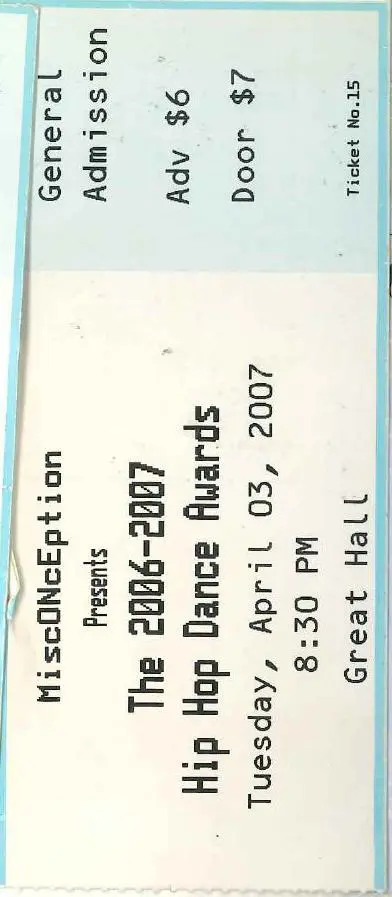 MiscONcEption
Presents
The 2006-2007
Hip Hop Dance Awards
Tuesday, April 03, 2007
8:30 PM
Great Hall
General
Admission
Adv $6
Door $7
Ticket No.15